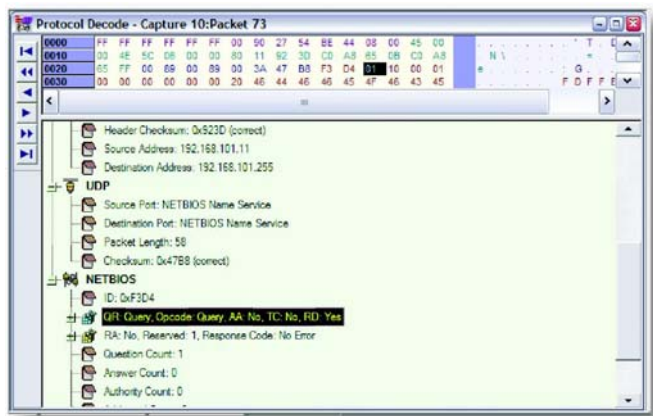 Protocol Decode - Capture 10:Packet 73
0000 FF FF FF FF FF FF 00 90 27 54 BE 44 08 00 45 00 ' T . D
0010 00 4E 5C 08 00 00 80 11 92 3D C0 A8 65 0B C0 A8 N \
0020 65 FF 00 89 00 89 00 3A 47 B8 F3 D4 01 10 00 01 e G
0030 00 00 00 00 00 00 20 46 44 46 46 45 4F 46 43 45 F D F F E
Header Checksum: 0x923D (correct)
Source Address: 192.168.101.11
Destination Address: 192.168.101.255
UDP
Source Port: NETBIOS Name Service
Destination Port: NETBIOS Name Service
Packet Length: 58
Checksum: 0x47B8 (correct)
NETBIOS
ID: 0xF3D4
QR: Query, Opcode: Query, AA: No, TC: No, RD: Yes
RA: No, Reserved: 1, Response Code: No Error
Question Count: 1
Answer Count: 0
Authority Count: 0